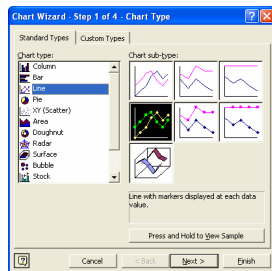 Chart Wizard - Step 1 of 4 - Chart Type
Standard Types
Custom Types
Chart type:
Column
Bar
Line
Pie
XY (Scatter)
Area
Doughnut
Radar
Surface
Bubble
Stock
Chart sub-type:
Line with markers displayed at each data
value.
Press and Hold to View Sample
Cancel
< Back
Next >
Finish